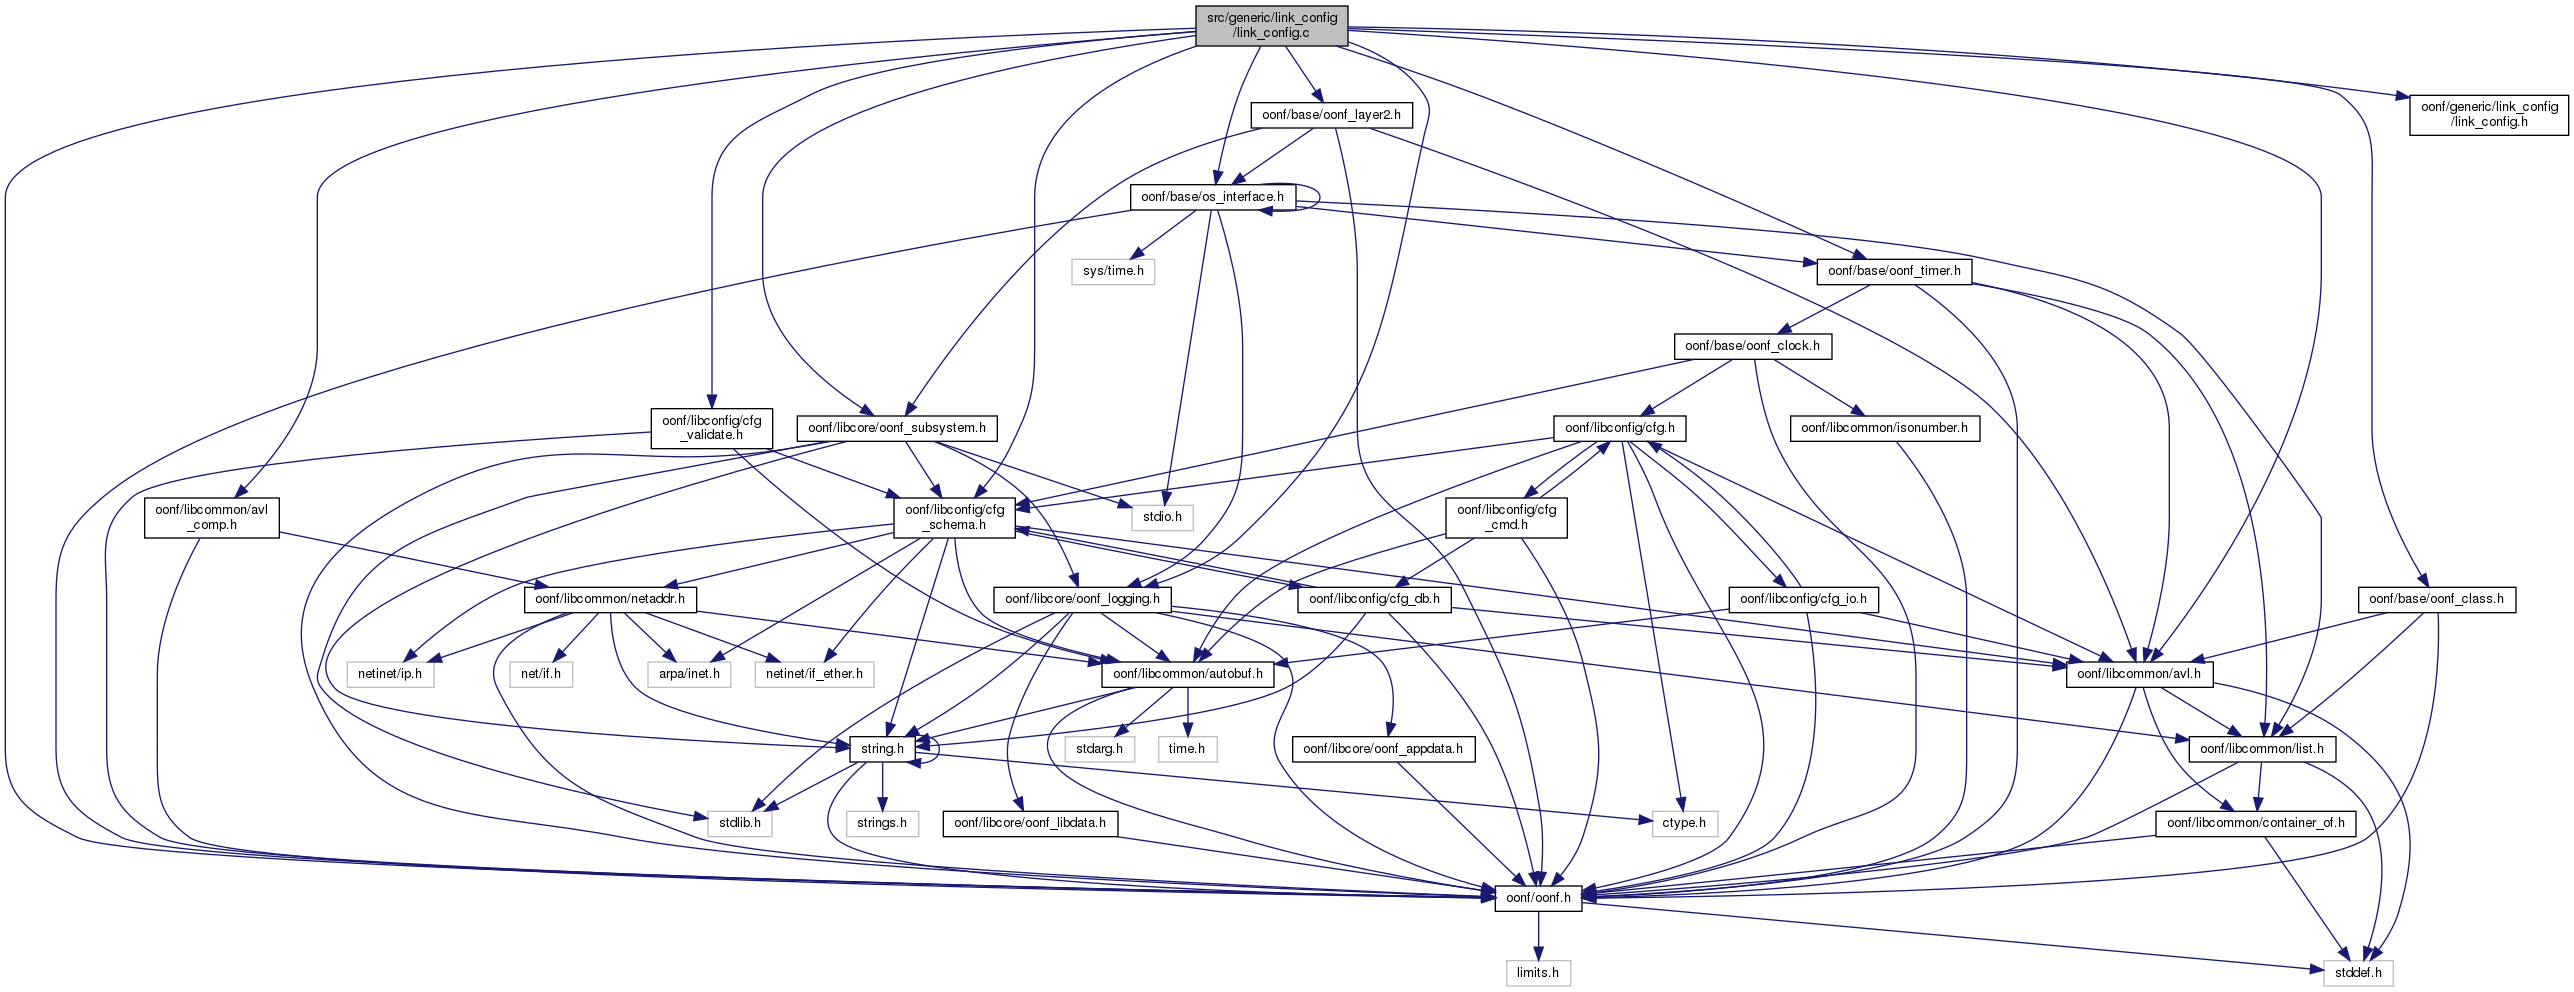 src/generic/link_config
/link_config.c
oonf/base/oonf_layer2.h
oonf/generic/link_config
/link_config.h
oonf/base/os_interface.h
sys/time.h
oonf/base/oonf_timer.h
oonf/base/oonf_clock.h
oonf/libconfig/cfg
_validate.h
oonf/libcore/oonf_subsystem.h
oonf/libconfig/cfg.h
oonf/libcommon/isonumber.h
oonf/libcommon/avl
_comp.h
oonf/libconfig/cfg
_schema.h
stdio.h
oonf/libconfig/cfg
_cmd.h
oonf/libcommon/netaddr.h
oonf/libcore/oonf_logging.h
oonf/libconfig/cfg_db.h
oonf/libconfig/cfg_io.h
oonf/base/oonf_class.h
netinet/ip.h
net/if.h
arpa/inet.h
netinet/if_ether.h
oonf/libcommon/autobuf.h
oonf/libcommon/avl.h
string.h
stdarg.h
time.h
oonf/libcore/oonf_appdata.h
oonf/libcommon/list.h
stdlib.h
strings.h
oonf/libcore/oonf_libdata.h
ctype.h
oonf/libcommon/container_of.h
oonf/oonf.h
limits.h
stddef.h